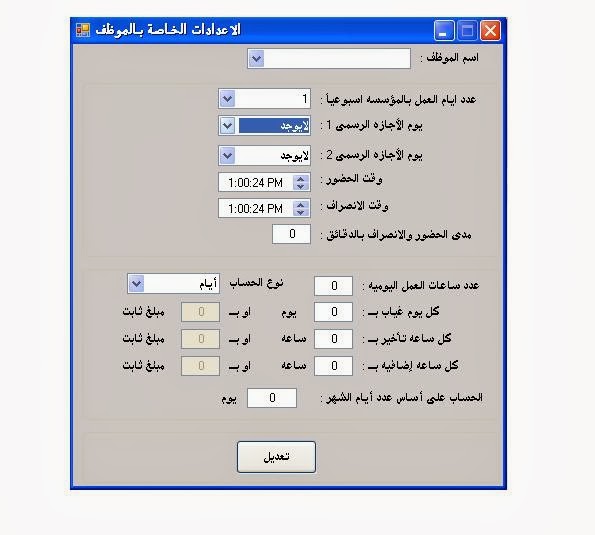 الاعدادات الخاصة بالموظف
اسم الموظف :
عدد ايام العمل بالمؤسسه اسبوعياً : 1
يوم الأجازه الرسمى 1 : لايوجد
يوم الأجازه الرسمى 2 : لايوجد
وقت الحضور : 1:00:24 PM
وقت الانصراف : 1:00:24 PM
مدى الحضور والانصراف بالدقائق : 0
عدد ساعات العمل اليوميه : 0 نوع الحساب أيام
كل يوم غياب بـ : 0 يوم او بـ 0 مبلغ ثابت
كل ساعه تأخير بـ : 0 ساعه او بـ 0 مبلغ ثابت
كل ساعه إضافيه بـ : 0 ساعه او بـ 0 مبلغ ثابت
الحساب على أساس عدد أيام الشهر : 0 يوم
تعديل